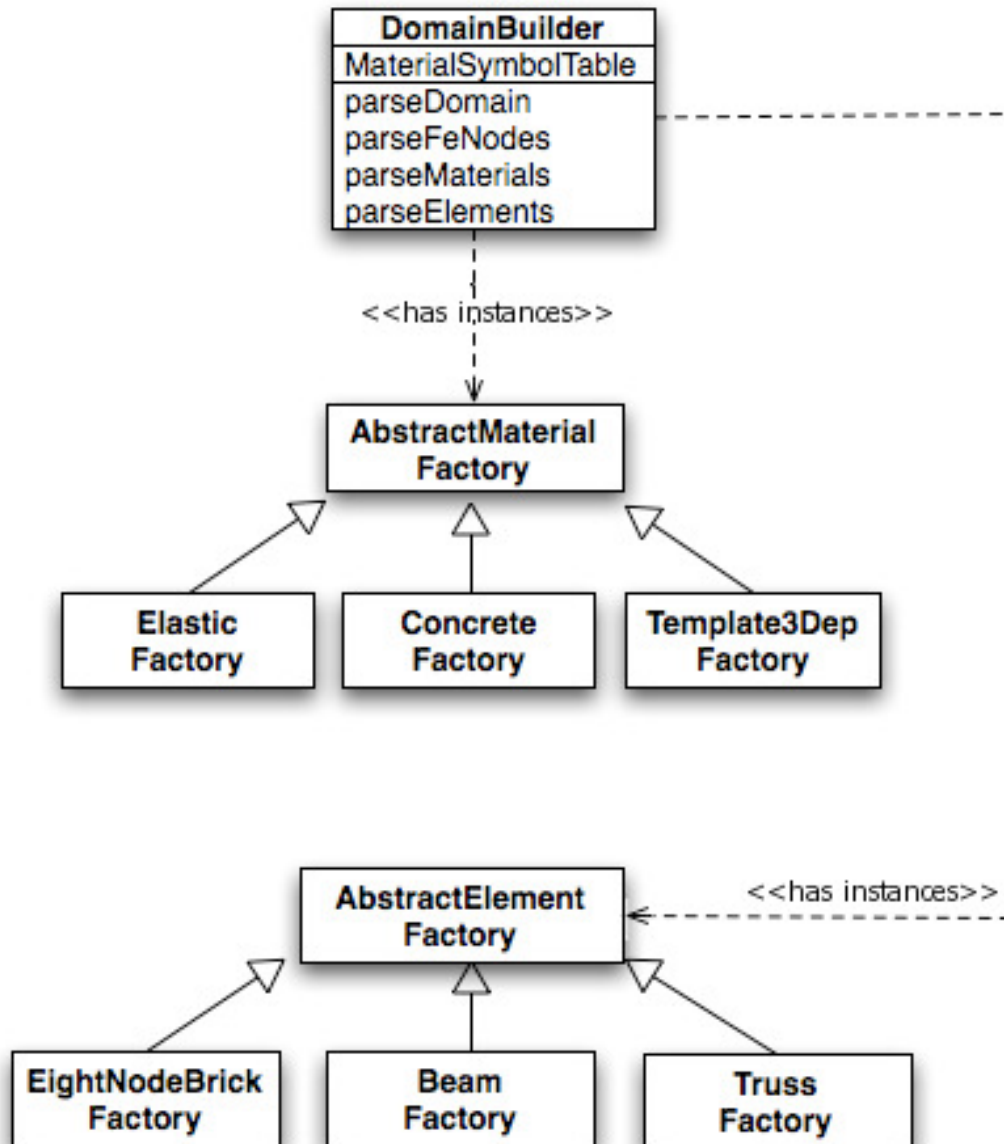 DomainBuilder
MaterialSymbolTable
parseDomain
parseFeNodes
parseMaterials
parseElements
<<has instances>>
AbstractMaterial
Factory
Elastic
Factory
Concrete
Factory
Template3Dep
Factory
AbstractElement
Factory
<<has instances>>
EightNodeBrick
Factory
Beam
Factory
Truss
Factory